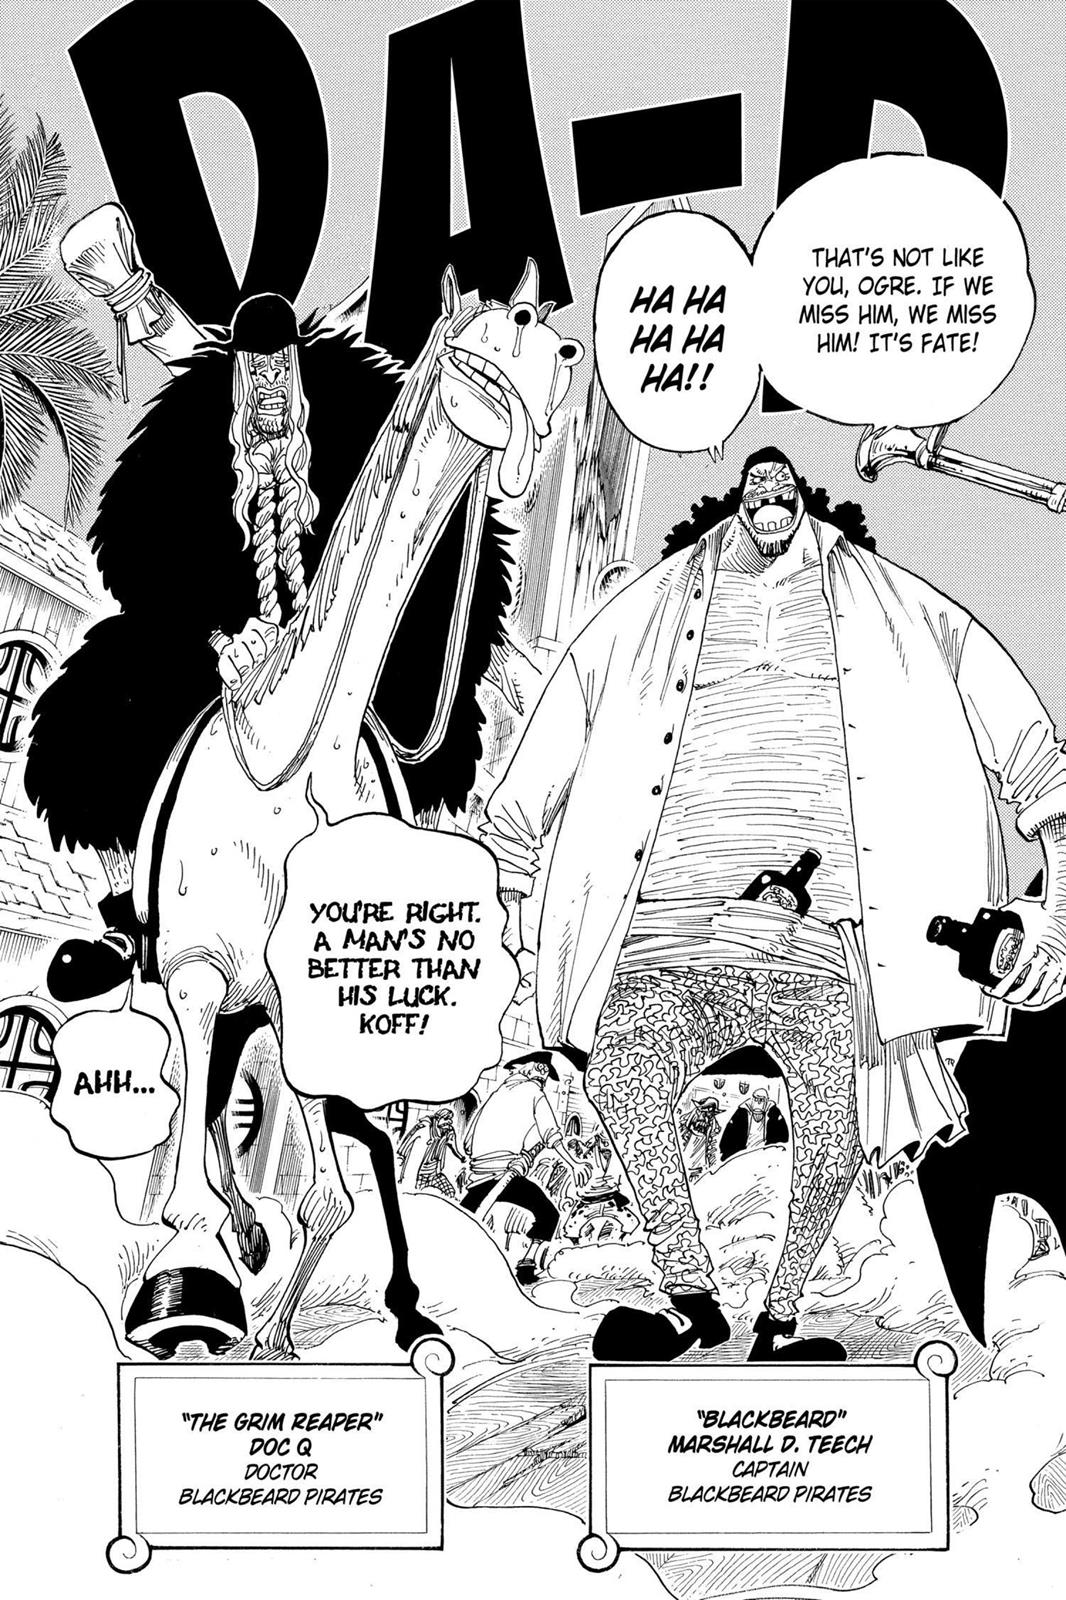 DA-D
THAT'S NOT LIKE
YOU, OGRE. IF WE
MISS HIM, WE MISS
HIM! IT'S FATE!
HA HA
HA HA
HA!!
YOU'RE RIGHT.
A MAN'S NO
BETTER THAN
HIS LUCK.
KOFF!
AHH...
"THE GRIM REAPER"
DOC Q
DOCTOR
BLACKBEARD PIRATES
"BLACKBEARD"
MARSHALL D. TEECH
CAPTAIN
BLACKBEARD PIRATES